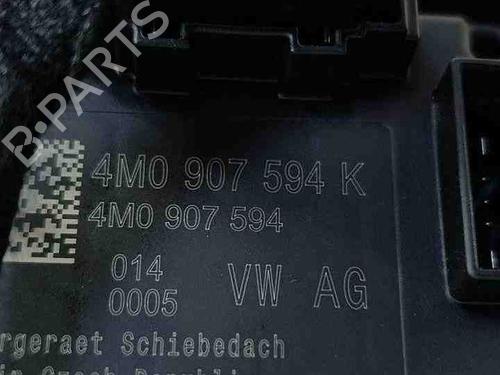 4M0 907 594 K
4M0 907 594
014
0005
VW AG
rgeraet Schiebedach
B-PARTS